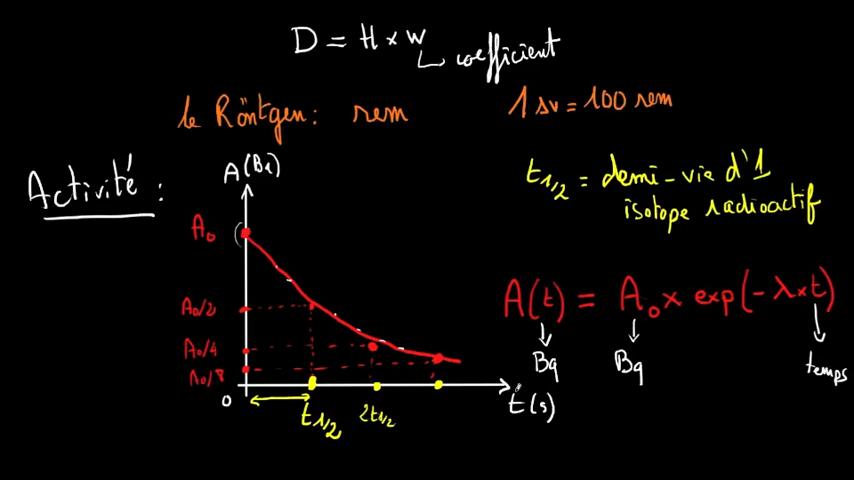 D = H × w
coefficient
le Röntgen : rem
1 sv = 100 rem
Activité :
A(Bq)
t1/2 = demi-vie d'1
isotope radioactif
A0
A0/2
A0/4
A0/8
0
t1/2
2t1/2
t(s)
A(t) = A0 × exp(-λ×t)
Bq
Bq
temps